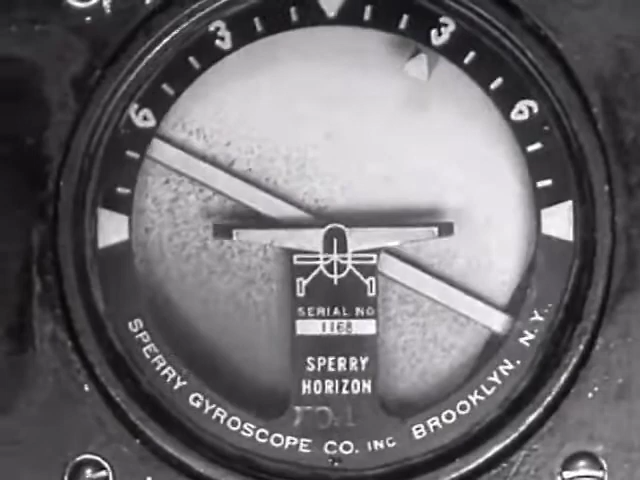 3 3
6 6
SERIAL NO
1168
SPERRY
HORIZON
SPERRY GYROSCOPE CO. INC BROOKLYN, N.Y.